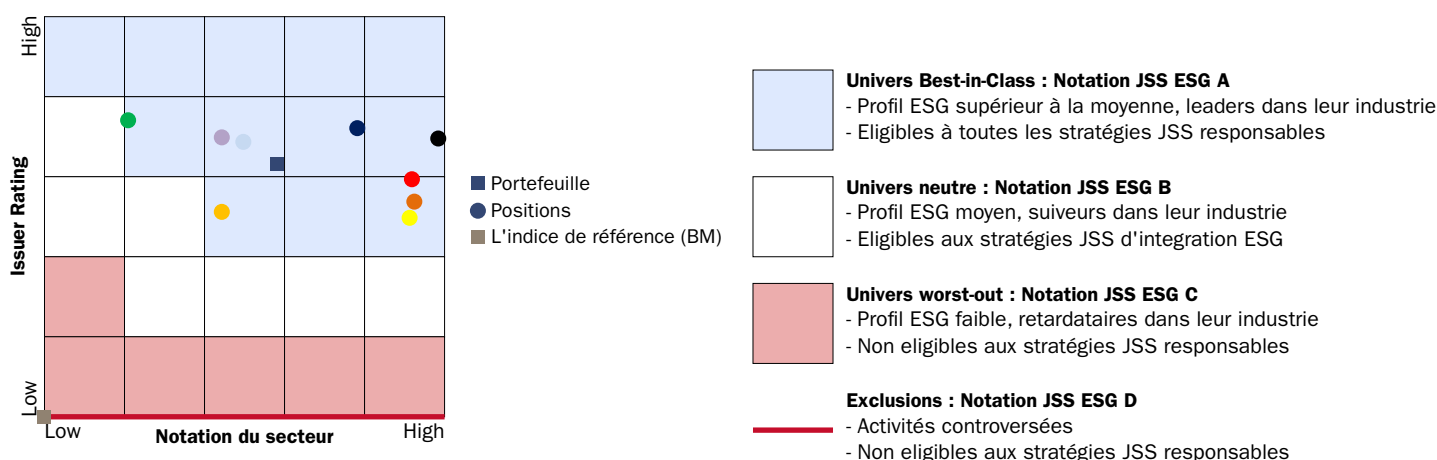 High
Issuer Rating
Low
Low
Notation du secteur
High
Portefeuille
Positions
L'indice de référence (BM)
Univers Best-in-Class : Notation JSS ESG A
- Profil ESG supérieur à la moyenne, leaders dans leur industrie
- Eligibles à toutes les stratégies JSS responsables
Univers neutre : Notation JSS ESG B
- Profil ESG moyen, suiveurs dans leur industrie
- Eligibles aux stratégies JSS d'integration ESG
Univers worst-out : Notation JSS ESG C
- Profil ESG faible, retardataires dans leur industrie
- Non eligibles aux stratégies JSS responsables
Exclusions : Notation JSS ESG D
- Activités controversées
- Non eligibles aux stratégies JSS responsables